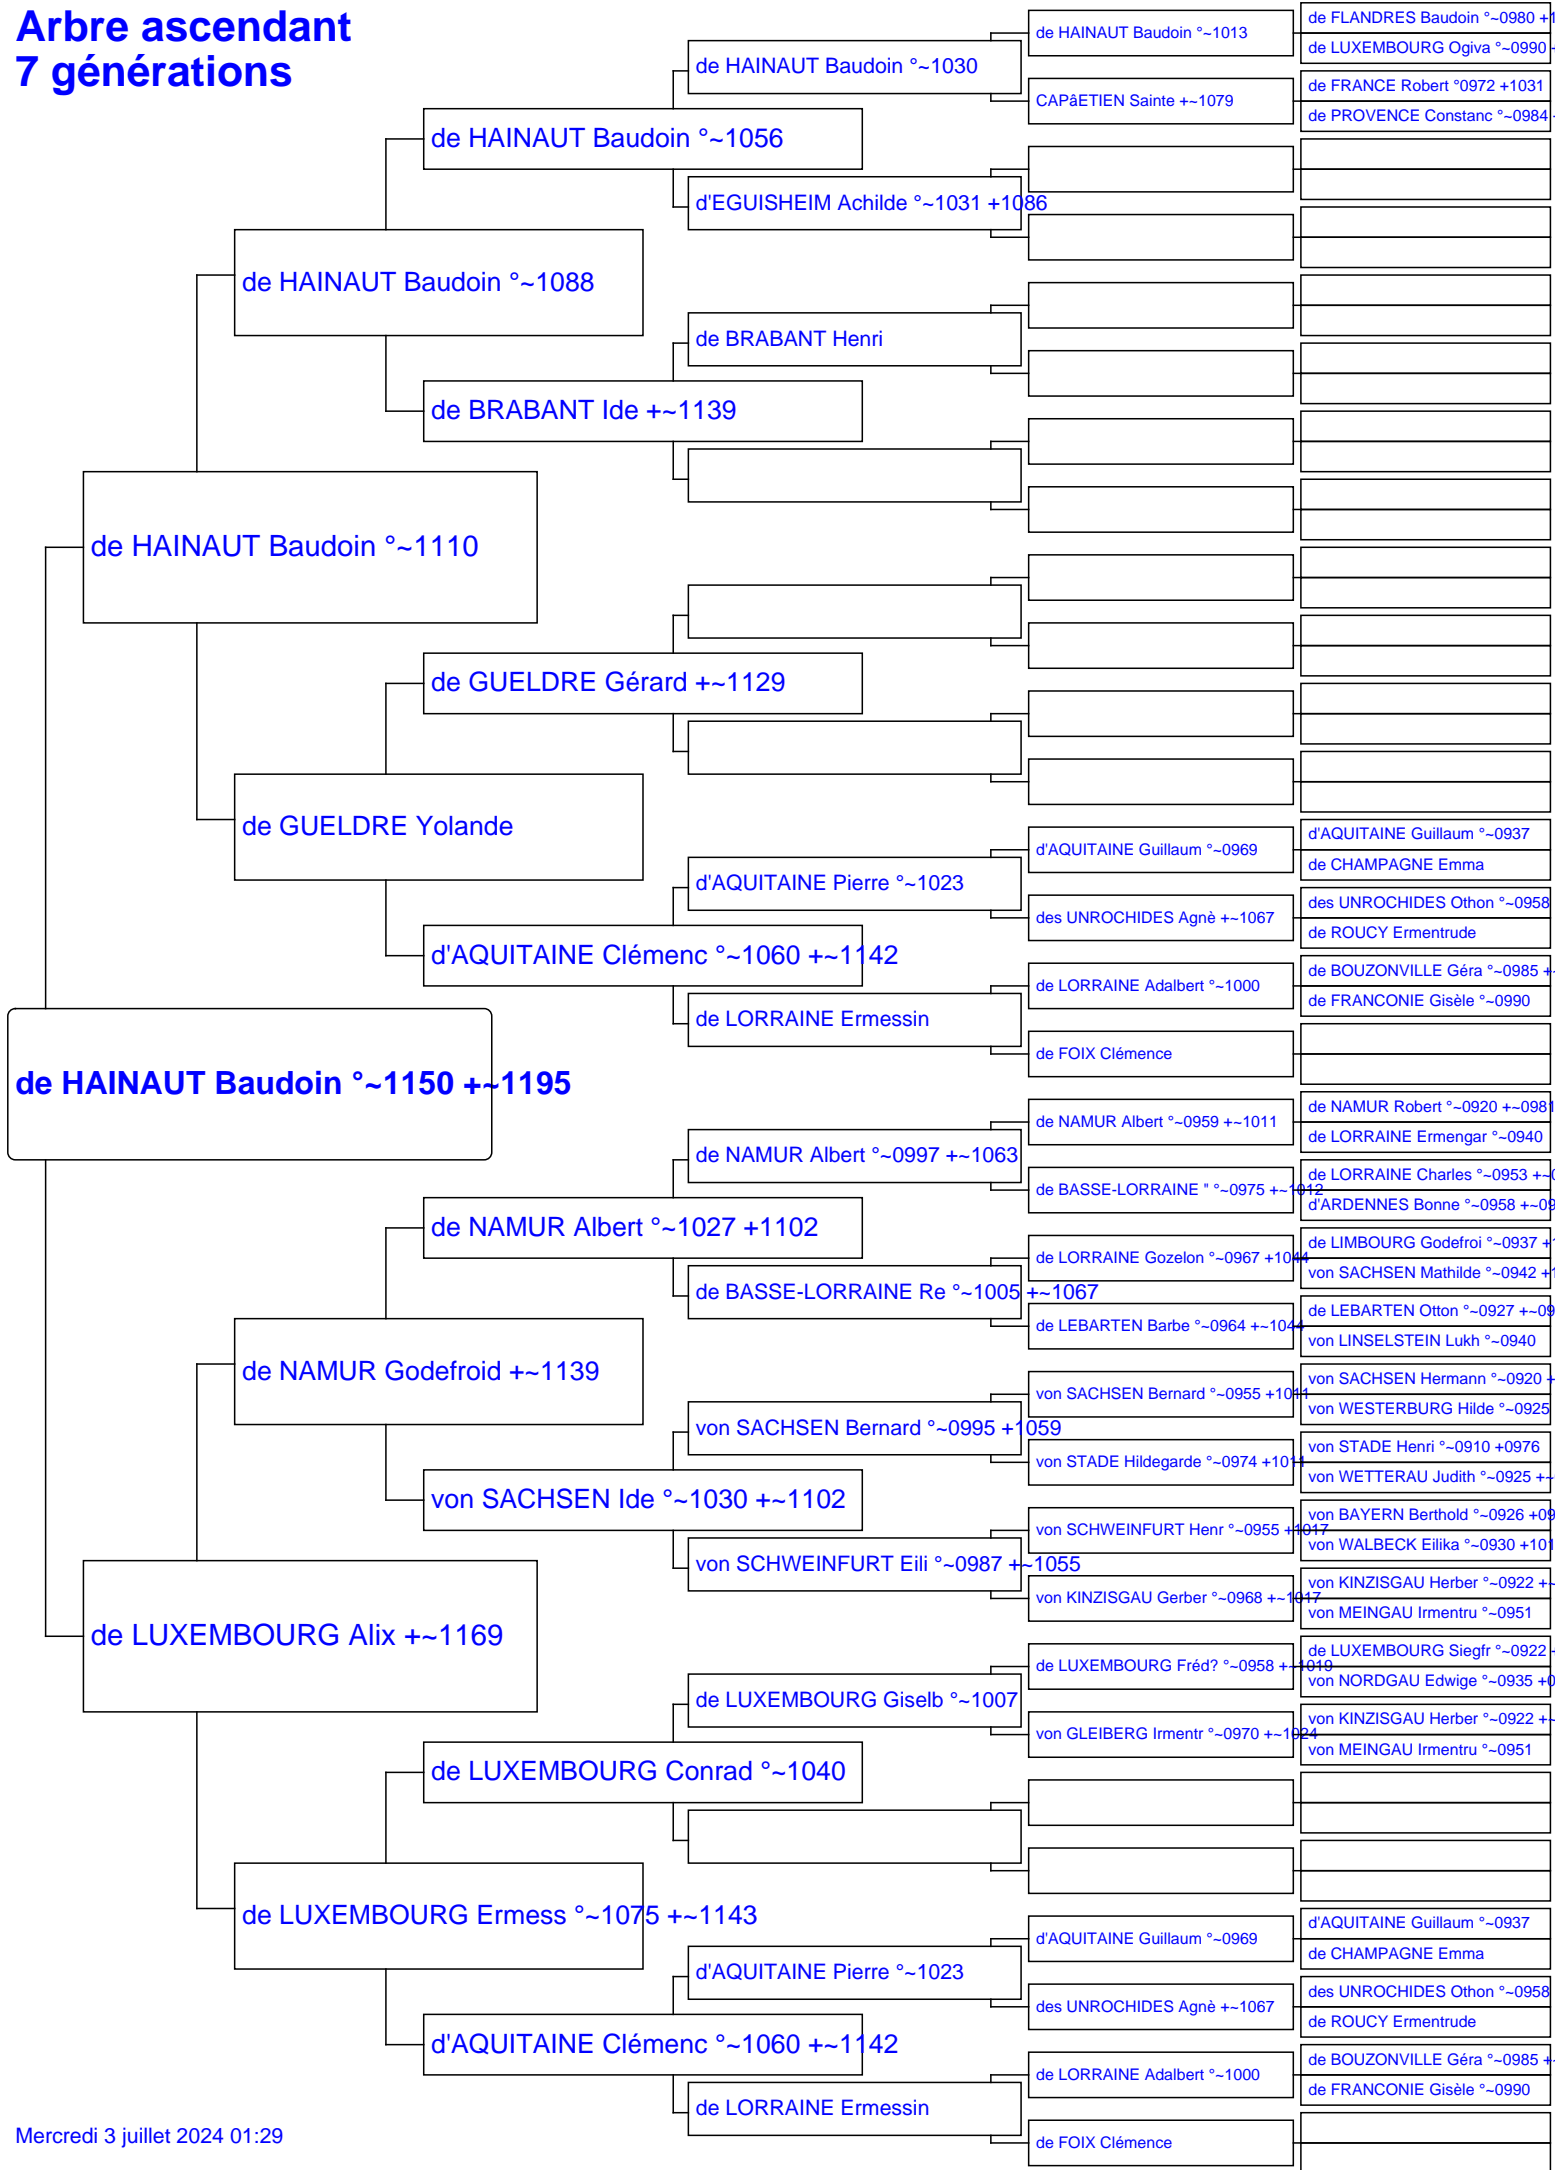 Arbre ascendant
7 générations
de HAINAUT Baudoin °~1150 +~1195
de HAINAUT Baudoin °~1110
de LUXEMBOURG Alix +~1169
de HAINAUT Baudoin °~1088
de GUELDRE Yolande
de NAMUR Godefroid +~1139
de LUXEMBOURG Ermess °~1075 +~1143
de HAINAUT Baudoin °~1056
de BRABANT Ide +~1139
de GUELDRE Gérard +~1129
d'AQUITAINE Clémenc °~1060 +~1142
de NAMUR Albert °~1027 +1102
von SACHSEN Ide °~1030 +~1102
de LUXEMBOURG Conrad °~1040
d'AQUITAINE Clémenc °~1060 +~1142
de HAINAUT Baudoin °~1030
d'EGUISHEIM Achilde °~1031 +1086
de BRABANT Henri
d'AQUITAINE Pierre °~1023
de LORRAINE Ermessin
de NAMUR Albert °~0997 +~1063
de BASSE-LORRAINE Re °~1005 +~1067
von SACHSEN Bernard °~0995 +1059
von SCHWEINFURT Eili °~0987 +~1055
de LUXEMBOURG Giselb °~1007
d'AQUITAINE Pierre °~1023
de LORRAINE Ermessin
de HAINAUT Baudoin °~1013
CAPâETIEN Sainte +~1079
d'AQUITAINE Guillaum °~0969
des UNROCHIDES Agnè +~1067
de LORRAINE Adalbert °~1000
de FOIX Clémence
de NAMUR Albert °~0959 +~1011
de BASSE-LORRAINE " °~0975 +~1012
de LORRAINE Gozelon °~0967 +1044
de LEBARTEN Barbe °~0964 +~1044
von SACHSEN Bernard °~0955 +1011
von STADE Hildegarde °~0974 +1011
von SCHWEINFURT Henr °~0955 +1017
von KINZISGAU Gerber °~0968 +~1017
de LUXEMBOURG Fréd? °~0958 +~1019
von GLEIBERG Irmentr °~0970 +~1024
d'AQUITAINE Guillaum °~0969
des UNROCHIDES Agnè +~1067
de LORRAINE Adalbert °~1000
de FOIX Clémence
de FLANDRES Baudoin °~0980 +1
de LUXEMBOURG Ogiva °~0990 +
de FRANCE Robert °0972 +1031
de PROVENCE Constanc °~0984 +
d'AQUITAINE Guillaum °~0937
de CHAMPAGNE Emma
des UNROCHIDES Othon °~0958
de ROUCY Ermentrude
de BOUZONVILLE Géra °~0985 +~
de FRANCONIE Gisèle °~0990
de NAMUR Robert °~0920 +~0981
de LORRAINE Ermengar °~0940
de LORRAINE Charles °~0953 +~0
d'ARDENNES Bonne °~0958 +~09
de LIMBOURG Godefroi °~0937 +1
von SACHSEN Mathilde °~0942 +1
de LEBARTEN Otton °~0927 +~09
von LINSELSTEIN Lukh °~0940
von SACHSEN Hermann °~0920 +
von WESTERBURG Hilde °~0925
von STADE Henri °~0910 +0976
von WETTERAU Judith °~0925 +~
von BAYERN Berthold °~0926 +09
von WALBECK Eilika °~0930 +101
von KINZISGAU Herber °~0922 +~
von MEINGAU Irmentru °~0951
de LUXEMBOURG Siegfr °~0922 +
von NORDGAU Edwige °~0935 +0
von KINZISGAU Herber °~0922 +~
von MEINGAU Irmentru °~0951
d'AQUITAINE Guillaum °~0937
de CHAMPAGNE Emma
des UNROCHIDES Othon °~0958
de ROUCY Ermentrude
de BOUZONVILLE Géra °~0985 +~
de FRANCONIE Gisèle °~0990
Mercredi 3 juillet 2024 01:29